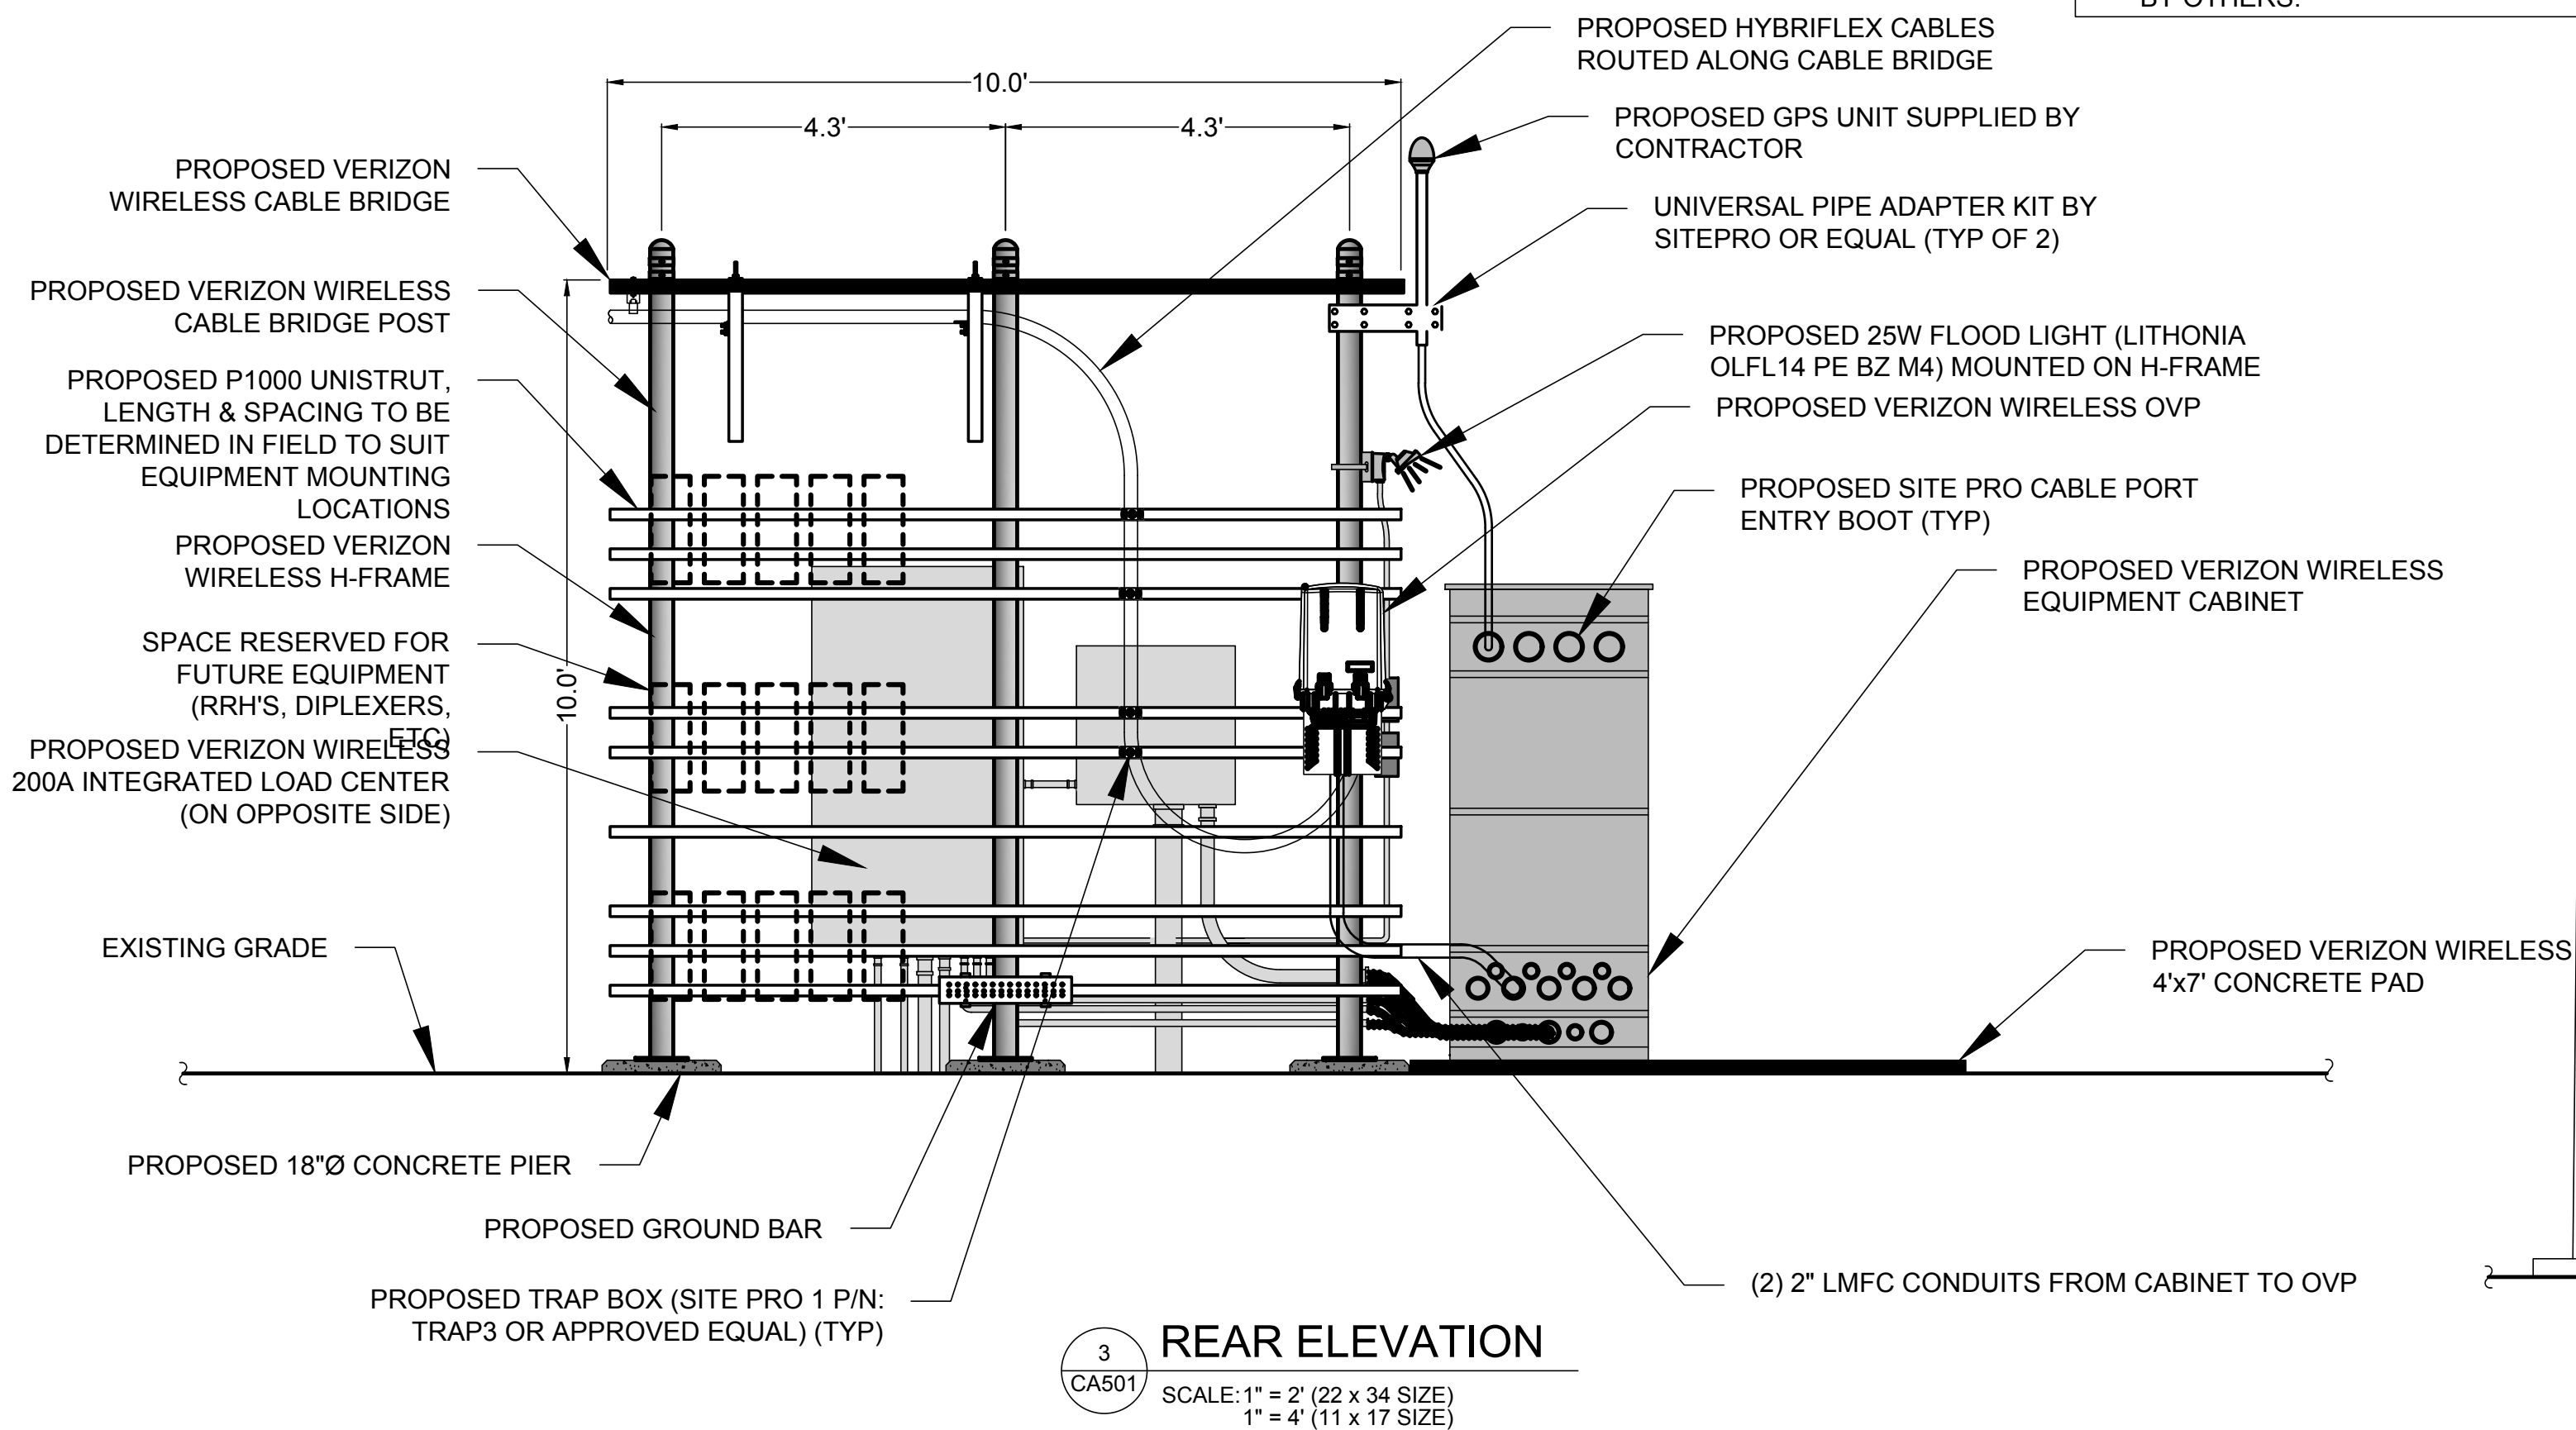 BY OTHERS.
PROPOSED HYBRIFLEX CABLES
ROUTED ALONG CABLE BRIDGE
10.0'
4.3'
4.3'
PROPOSED GPS UNIT SUPPLIED BY
CONTRACTOR
PROPOSED VERIZON
WIRELESS CABLE BRIDGE
UNIVERSAL PIPE ADAPTER KIT BY
SITEPRO OR EQUAL (TYP OF 2)
PROPOSED VERIZON WIRELESS
CABLE BRIDGE POST
PROPOSED 25W FLOOD LIGHT (LITHONIA
OLFL14 PE BZ M4) MOUNTED ON H-FRAME
PROPOSED P1000 UNISTRUT,
LENGTH & SPACING TO BE
DETERMINED IN FIELD TO SUIT
EQUIPMENT MOUNTING
LOCATIONS
PROPOSED VERIZON WIRELESS OVP
PROPOSED SITE PRO CABLE PORT
ENTRY BOOT (TYP)
PROPOSED VERIZON
WIRELESS H-FRAME
PROPOSED VERIZON WIRELESS
EQUIPMENT CABINET
SPACE RESERVED FOR
FUTURE EQUIPMENT
(RRH'S, DIPLEXERS,
ETC)
10.0'
PROPOSED VERIZON WIRELESS
200A INTEGRATED LOAD CENTER
(ON OPPOSITE SIDE)
EXISTING GRADE
PROPOSED VERIZON WIRELESS
4'x7' CONCRETE PAD
PROPOSED 18"Ø CONCRETE PIER
PROPOSED GROUND BAR
(2) 2" LMFC CONDUITS FROM CABINET TO OVP
PROPOSED TRAP BOX (SITE PRO 1 P/N:
TRAP3 OR APPROVED EQUAL) (TYP)
3
CA501
REAR ELEVATION
SCALE: 1" = 2' (22 x 34 SIZE)
1" = 4' (11 x 17 SIZE)